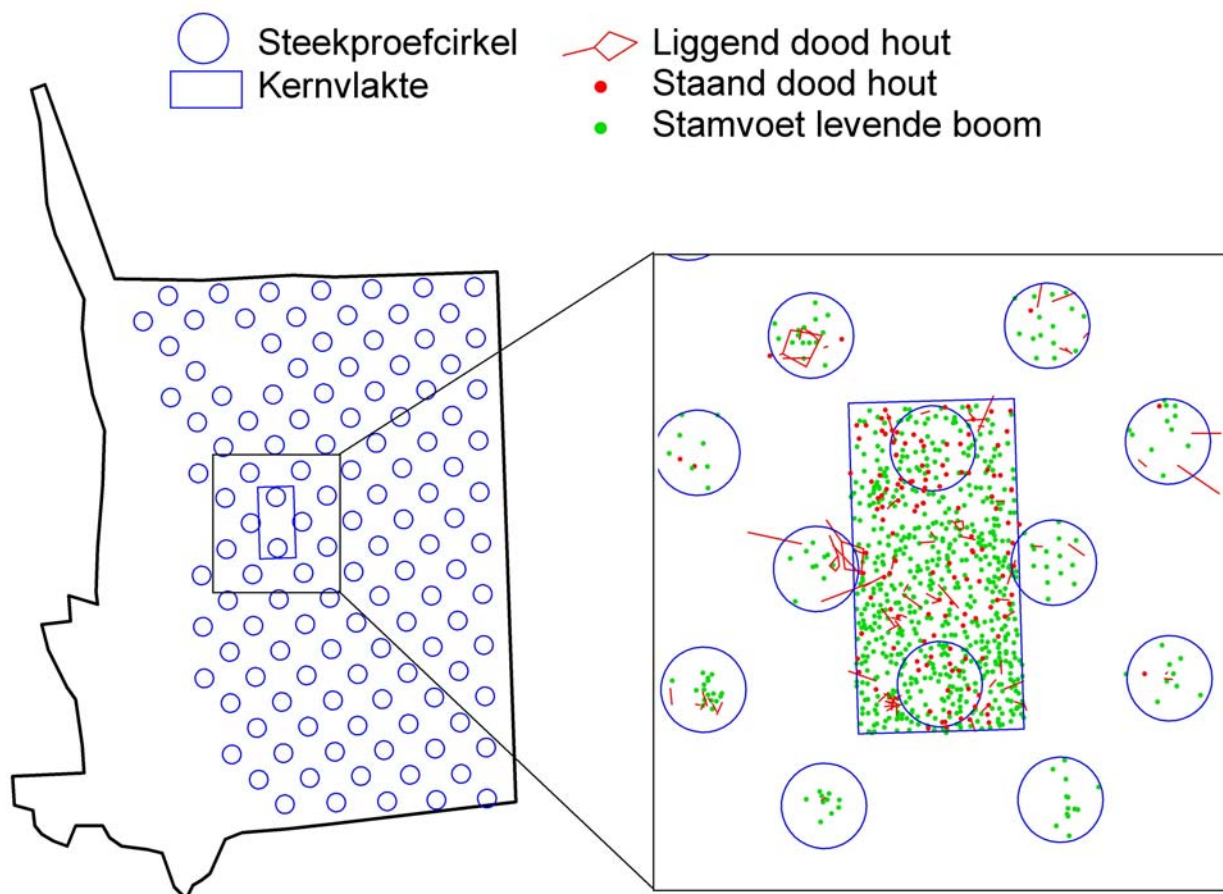 Steekproefcirkel
Kernvlakte
Liggend dood hout
Staand dood hout
Stamvoet levende boom